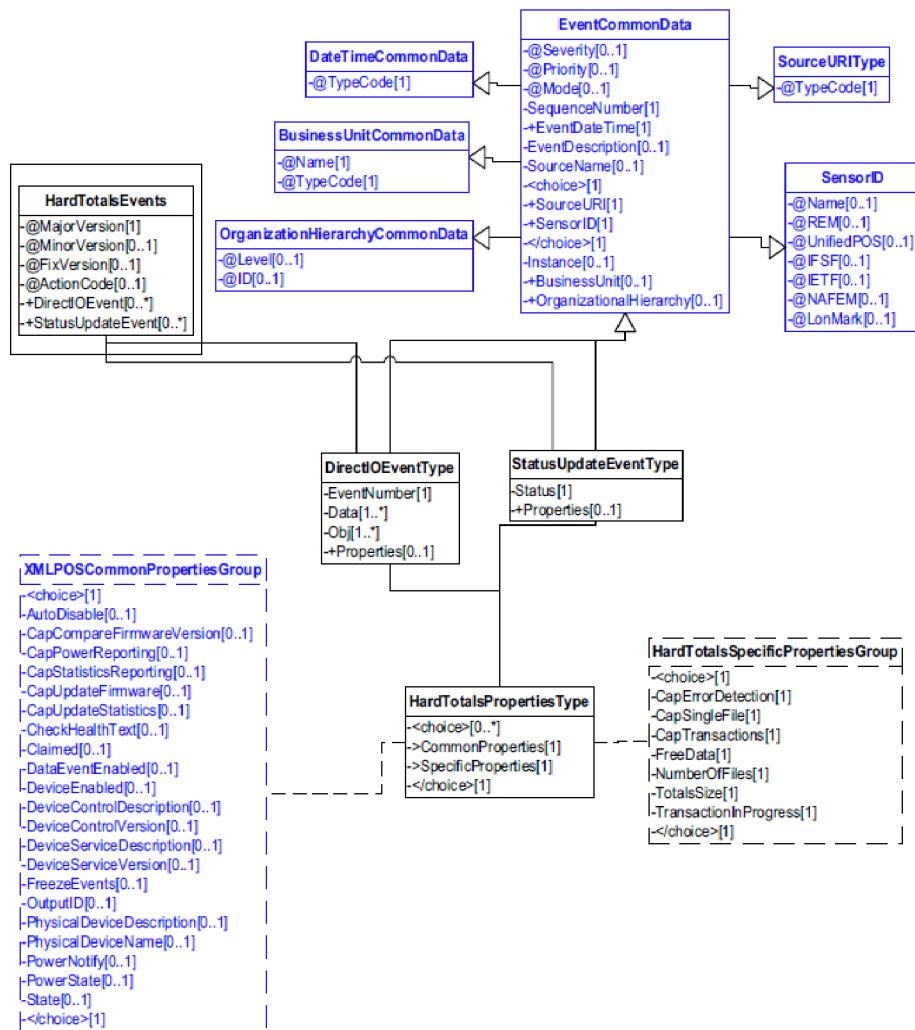 EventCommonData
-@Severity[0..1]
-@Priority[0..1]
-@Mode[0..1]
-SequenceNumber[1]
-+EventDateTime[1]
-EventDescription[0..1]
-SourceName[0..1]
-<choice>[1]
-+SourceURI[1]
-+SensorID[1]
-</choice>[1]
-Instance[0..1]
-+BusinessUnit[0..1]
-+OrganizationalHierarchy[0..1]
DateTimeCommonData
-@TypeCode[1]
SourceURIType
-@TypeCode[1]
BusinessUnitCommonData
-@Name[1]
-@TypeCode[1]
HardTotalsEvents
-@MajorVersion[1]
-@MinorVersion[0..1]
-@FixVersion[0..1]
-@ActionCode[0..1]
-+DirectIOEvent[0..*]
-+StatusUpdateEvent[0..*]
OrganizationHierarchyCommonData
-@Level[0..1]
-@ID[0..1]
SensorID
-@Name[0..1]
-@REM[0..1]
-@UnifiedPOS[0..1]
-@IFSF[0..1]
-@IETF[0..1]
-@NAFEM[0..1]
-@LonMark[0..1]
DirectIOEventType
-EventNumber[1]
-Data[1..*]
-Obj[1..*]
-+Properties[0..1]
StatusUpdateEventType
-Status[1]
-+Properties[0..1]
XMLPOSCommonPropertiesGroup
-<choice>[1]
-AutoDisable[0..1]
-CapCompareFirmwareVersion[0..1]
-CapPowerReporting[0..1]
-CapStatisticsReporting[0..1]
-CapUpdateFirmware[0..1]
-CapUpdateStatistics[0..1]
-CheckHealthText[0..1]
-Claimed[0..1]
-DataEventEnabled[0..1]
-DeviceEnabled[0..1]
-DeviceControlDescription[0..1]
-DeviceControlVersion[0..1]
-DeviceServiceDescription[0..1]
-DeviceServiceVersion[0..1]
-FreezeEvents[0..1]
-OutputID[0..1]
-PhysicalDeviceDescription[0..1]
-PhysicalDeviceName[0..1]
-PowerNotify[0..1]
-PowerState[0..1]
-State[0..1]
-</choice>[1]
HardTotalsPropertiesType
-<choice>[0..*]
->CommonProperties[1]
->SpecificProperties[1]
-</choice>[1]
HardTotalsSpecificPropertiesGroup
-<choice>[1]
-CapErrorDetection[1]
-CapSingleFile[1]
-CapTransactions[1]
-FreeData[1]
-NumberOfFiles[1]
-TotalsSize[1]
-TransactionInProgress[1]
-</choice>[1]